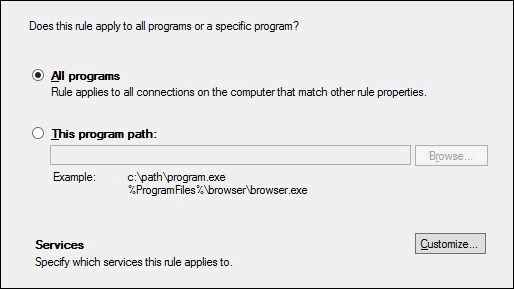 Does this rule apply to all programs or a specific program?
All programs
Rule applies to all connections on the computer that match other rule properties.
This program path:
Browse...
Example: c:\path\program.exe
%ProgramFiles%\browser\browser.exe
Services
Customize...
Specify which services this rule applies to.